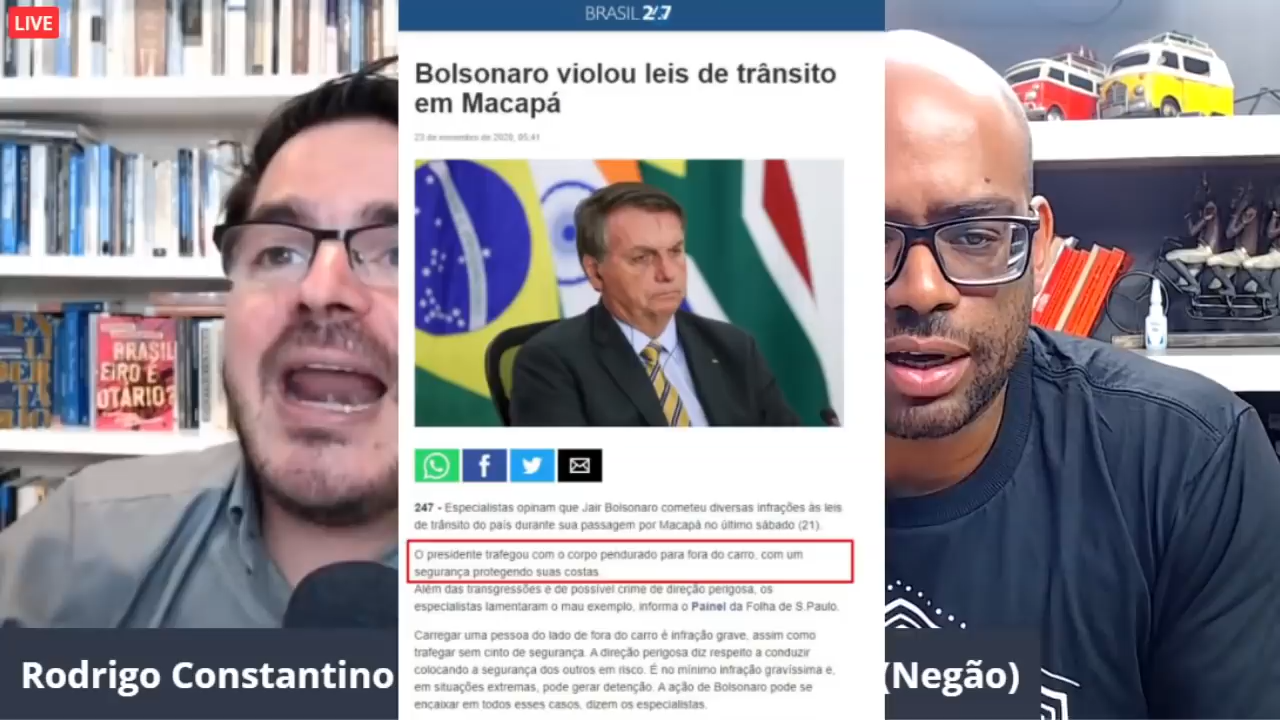 LIVE
BRASIL 247
Bolsonaro violou leis de trânsito
em Macapá
23 de novembro de 2020, 05:41
247 - Especialistas opinam que Jair Bolsonaro cometeu diversas infrações às leis
de trânsito do país durante sua passagem por Macapá no último sábado (21).
O presidente trafegou com o corpo pendurado para fora do carro, com um
segurança protegendo suas costas
Além das transgressões e de possível crime de direção perigosa, os
especialistas lamentaram o mau exemplo, informa o Painel da Folha de S.Paulo.
Carregar uma pessoa do lado de fora do carro é infração grave, assim como
trafegar sem cinto de segurança. A direção perigosa diz respeito a conduzir
colocando a segurança dos outros em risco. É no mínimo infração gravíssima e,
em situações extremas, pode gerar detenção. A ação de Bolsonaro pode se
encaixar em todos esses casos, dizem os especialistas.
BRASIL
EIRO É
OTÁRIO?
Rodrigo Constantino
(Negão)